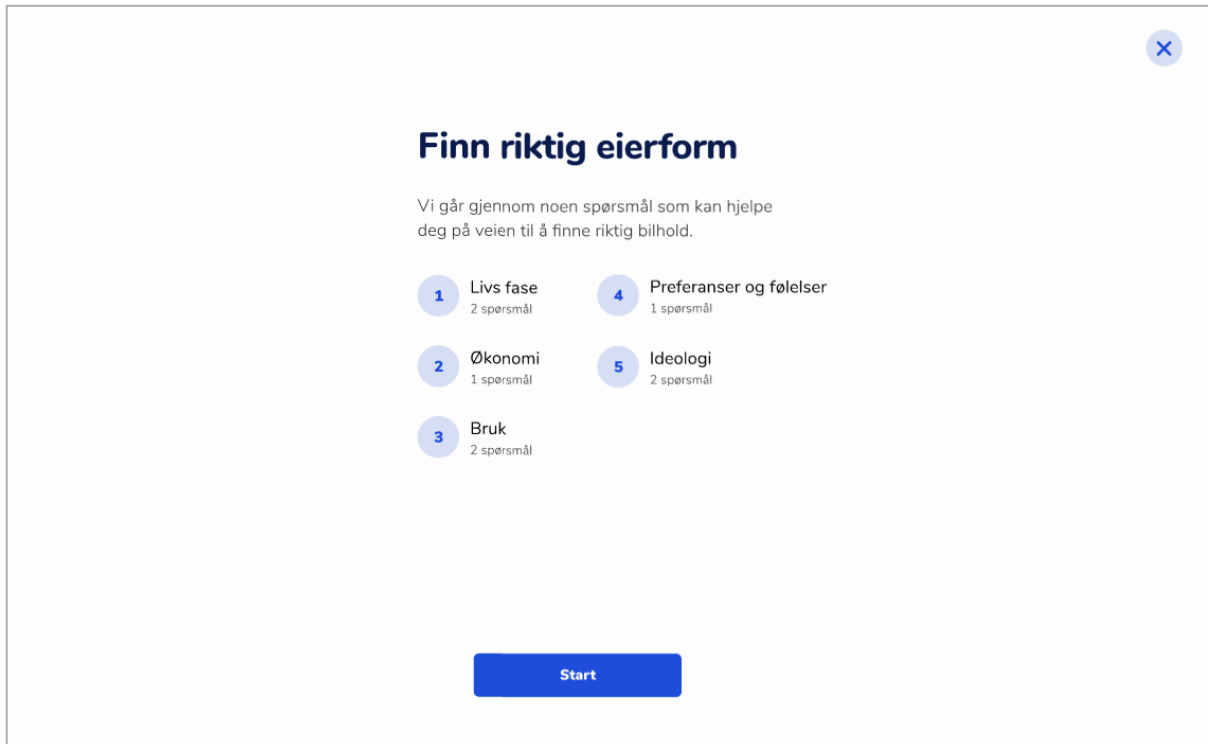 Finn riktig eierform
Vi går gjennom noen spørsmål som kan hjelpe
deg på veien til å finne riktig bilhold.
1 Livs fase
2 spørsmål
2 Økonomi
1 spørsmål
3 Bruk
2 spørsmål
4 Preferanser og følelser
1 spørsmål
5 Ideologi
2 spørsmål
Start